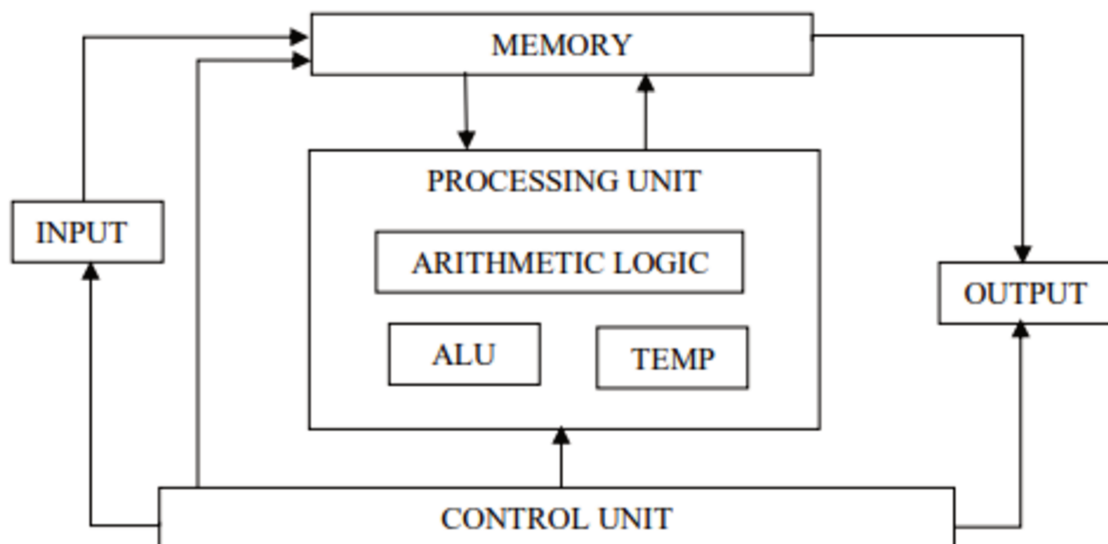 MEMORY
PROCESSING UNIT
INPUT
ARITHMETIC LOGIC
OUTPUT
ALU
TEMP
CONTROL UNIT